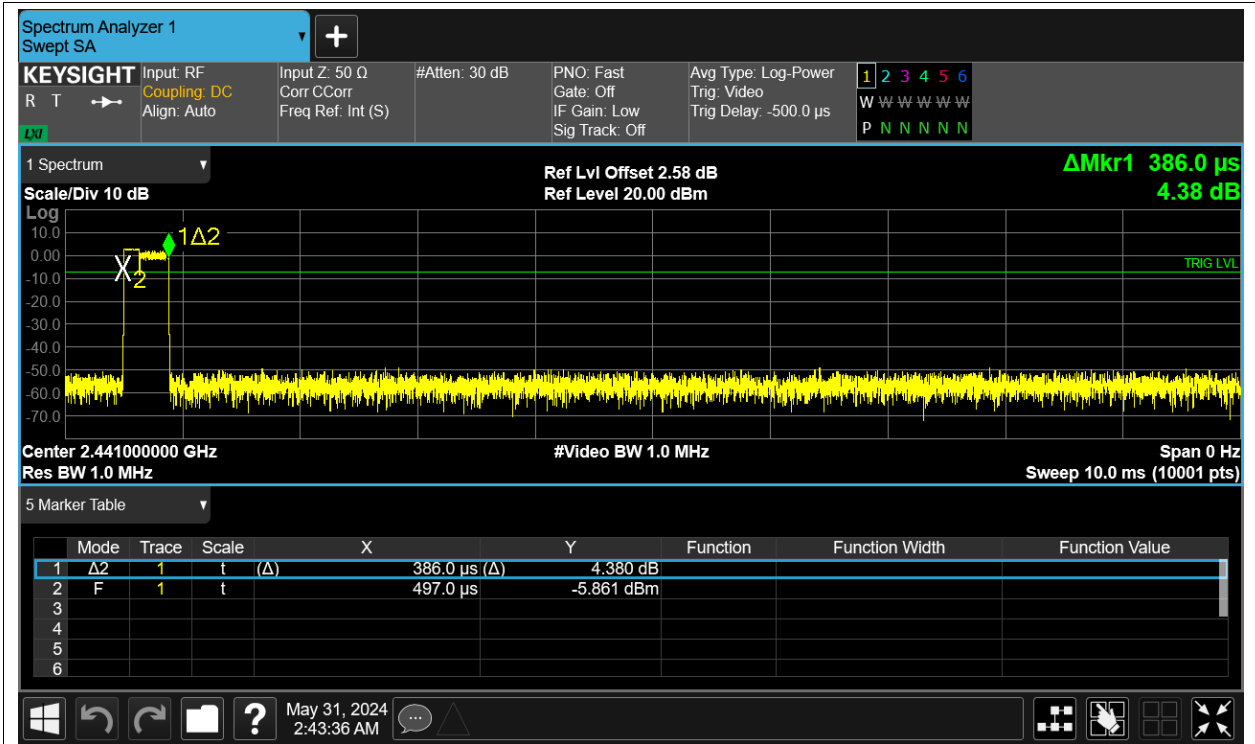 Spectrum Analyzer 1
Swept SA
KEYSIGHT
R T
LXI
Input: RF
Coupling: DC
Align: Auto
Input Z: 50 Ω
Corr CCorr
Freq Ref: Int (S)
#Atten: 30 dB
PNO: Fast
Gate: Off
IF Gain: Low
Sig Track: Off
Avg Type: Log-Power
Trig: Video
Trig Delay: -500.0 µs
1 2 3 4 5 6
W W W W W W
P N N N N N
1 Spectrum
Scale/Div 10 dB
Ref Lvl Offset 2.58 dB
Ref Level 20.00 dBm
ΔMkr1 386.0 µs
4.38 dB
Log
10.0
0.00
-10.0
-20.0
-30.0
-40.0
-50.0
-60.0
-70.0
1Δ2
X
2
TRIG LVL
Center 2.441000000 GHz
#Video BW 1.0 MHz
Span 0 Hz
Res BW 1.0 MHz
Sweep 10.0 ms (10001 pts)
5 Marker Table
Mode Trace Scale X Y Function Function Width Function Value
1 Δ2 1 t (Δ) 386.0 µs (Δ) 4.380 dB
2 F 1 t 497.0 µs -5.861 dBm
3
4
5
6
?
May 31, 2024
2:43:36 AM